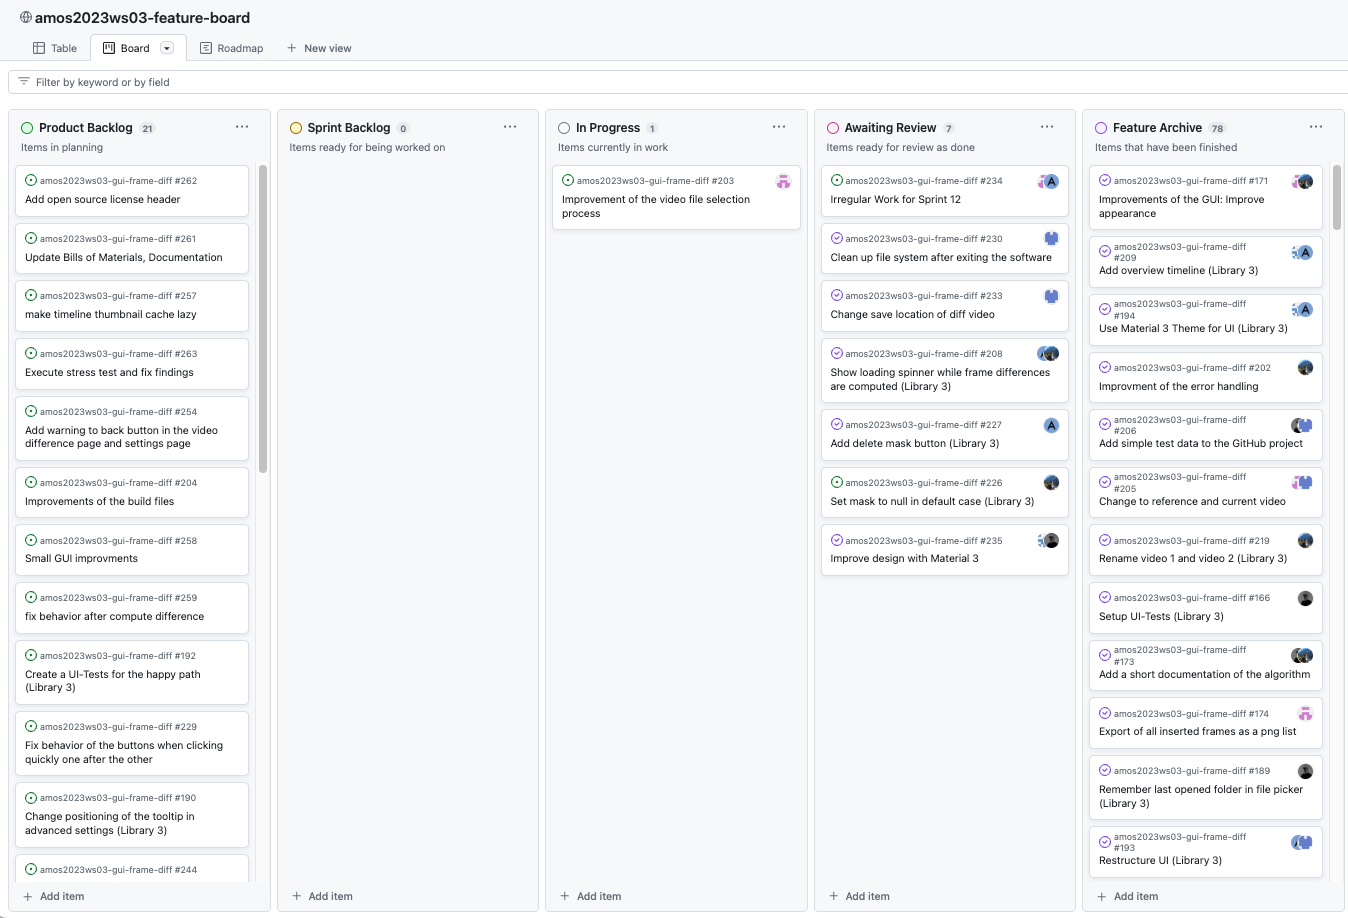 amos2023ws03-feature-board
Table
Board
Roadmap
New view
Filter by keyword or by field
Product Backlog 21
Items in planning
amos2023ws03-gui-frame-diff #262
Add open source license header
amos2023ws03-gui-frame-diff #261
Update Bills of Materials, Documentation
amos2023ws03-gui-frame-diff #257
make timeline thumbnail cache lazy
amos2023ws03-gui-frame-diff #263
Execute stress test and fix findings
amos2023ws03-gui-frame-diff #254
Add warning to back button in the video
difference page and settings page
amos2023ws03-gui-frame-diff #204
Improvements of the build files
amos2023ws03-gui-frame-diff #258
Small GUI improvments
amos2023ws03-gui-frame-diff #259
fix behavior after compute difference
amos2023ws03-gui-frame-diff #192
Create a UI-Tests for the happy path
(Library 3)
amos2023ws03-gui-frame-diff #229
Fix behavior of the buttons when clicking
quickly one after the other
amos2023ws03-gui-frame-diff #190
Change positioning of the tooltip in
advanced settings (Library 3)
amos2023ws03-gui-frame-diff #244
Add item
Sprint Backlog 0
Items ready for being worked on
Add item
In Progress 1
Items currently in work
amos2023ws03-gui-frame-diff #203
Improvement of the video file selection
process
Add item
Awaiting Review 7
Items ready for review as done
amos2023ws03-gui-frame-diff #234
A
Irregular Work for Sprint 12
amos2023ws03-gui-frame-diff #230
Clean up file system after exiting the software
amos2023ws03-gui-frame-diff #233
Change save location of diff video
amos2023ws03-gui-frame-diff #208
Show loading spinner while frame differences
are computed (Library 3)
amos2023ws03-gui-frame-diff #227
A
Add delete mask button (Library 3)
amos2023ws03-gui-frame-diff #226
Set mask to null in default case (Library 3)
amos2023ws03-gui-frame-diff #235
Improve design with Material 3
Add item
Feature Archive 78
Items that have been finished
amos2023ws03-gui-frame-diff #171
Improvements of the GUI: Improve
appearance
amos2023ws03-gui-frame-diff
#209
A
Add overview timeline (Library 3)
amos2023ws03-gui-frame-diff
#194
A
Use Material 3 Theme for UI (Library 3)
amos2023ws03-gui-frame-diff #202
Improvment of the error handling
amos2023ws03-gui-frame-diff
#206
Add simple test data to the GitHub project
amos2023ws03-gui-frame-diff
#205
Change to reference and current video
amos2023ws03-gui-frame-diff #219
Rename video 1 and video 2 (Library 3)
amos2023ws03-gui-frame-diff #166
Setup UI-Tests (Library 3)
amos2023ws03-gui-frame-diff
#173
Add a short documentation of the algorithm
amos2023ws03-gui-frame-diff #174
Export of all inserted frames as a png list
amos2023ws03-gui-frame-diff #189
Remember last opened folder in file picker
(Library 3)
amos2023ws03-gui-frame-diff
#193
Restructure UI (Library 3)
Add item